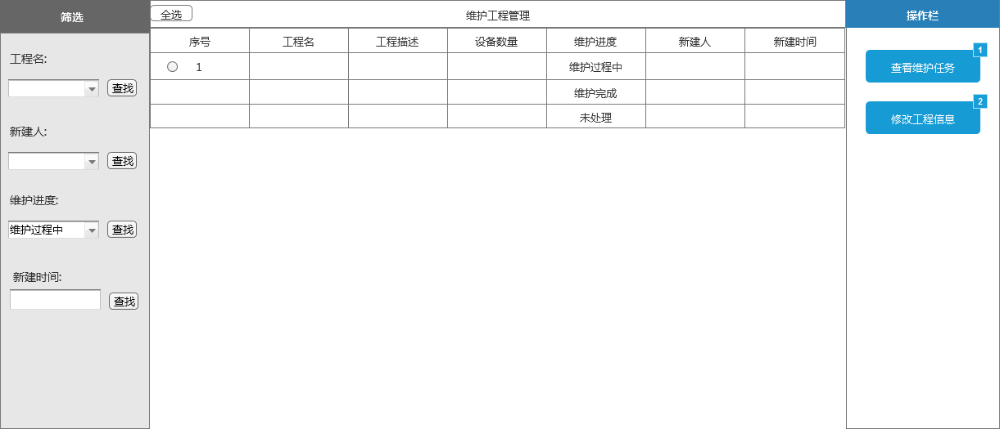 筛选
工程名:
查找
新建人:
查找
维护进度:
维护过程中
查找
新建时间:
查找
全选
维护工程管理
序号 工程名 工程描述 设备数量 维护进度 新建人 新建时间
1 维护过程中
维护完成
未处理
操作栏
1
查看维护任务
2
修改工程信息